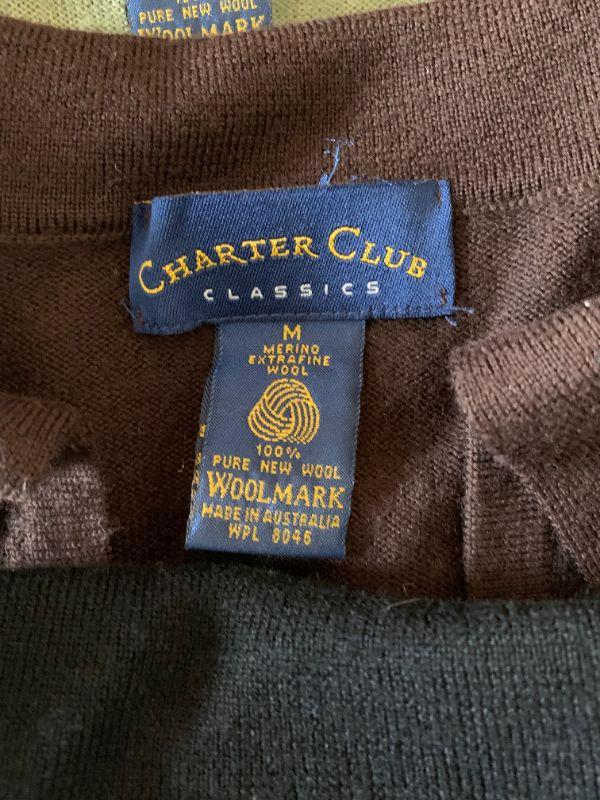 PURE NEW WOOL
WOOLMARK
CHARTER CLUB
CLASSICS
M
MERINO
EXTRAFINE
WOOL
100%
PURE NEW WOOL
WOOLMARK
MADE IN AUSTRALIA
WPL 8046